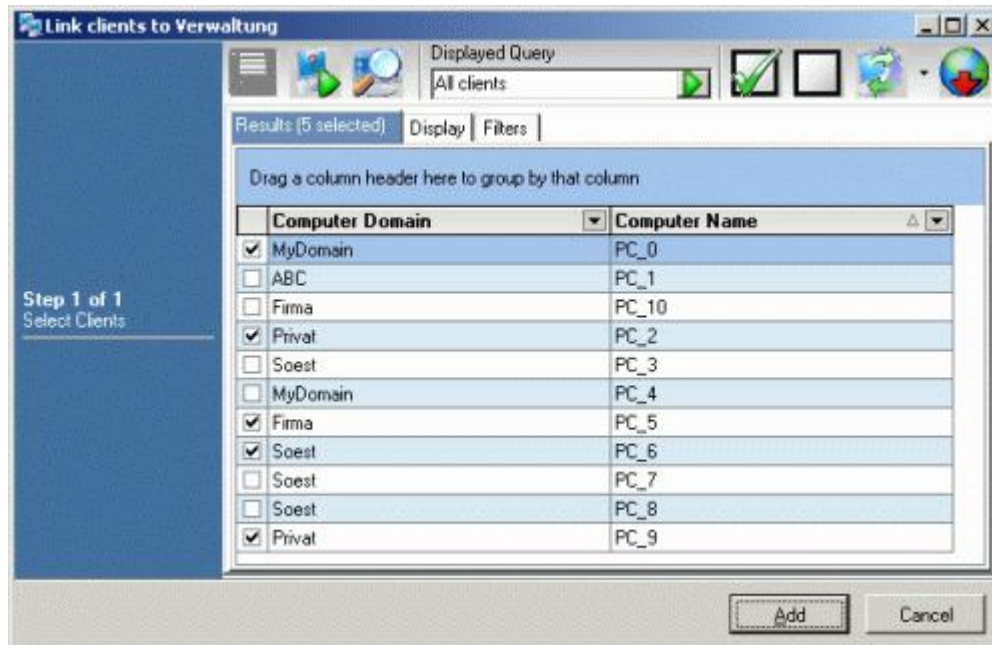 Link clients to Verwaltung
Displayed Query
All clients
Results (5 selected) Display Filters
Drag a column header here to group by that column
Computer Domain Computer Name
MyDomain PC_0
ABC PC_1
Firma PC_10
Privat PC_2
Soest PC_3
MyDomain PC_4
Firma PC_5
Soest PC_6
Soest PC_7
Soest PC_8
Privat PC_9
Step 1 of 1
Select Clients
Add Cancel